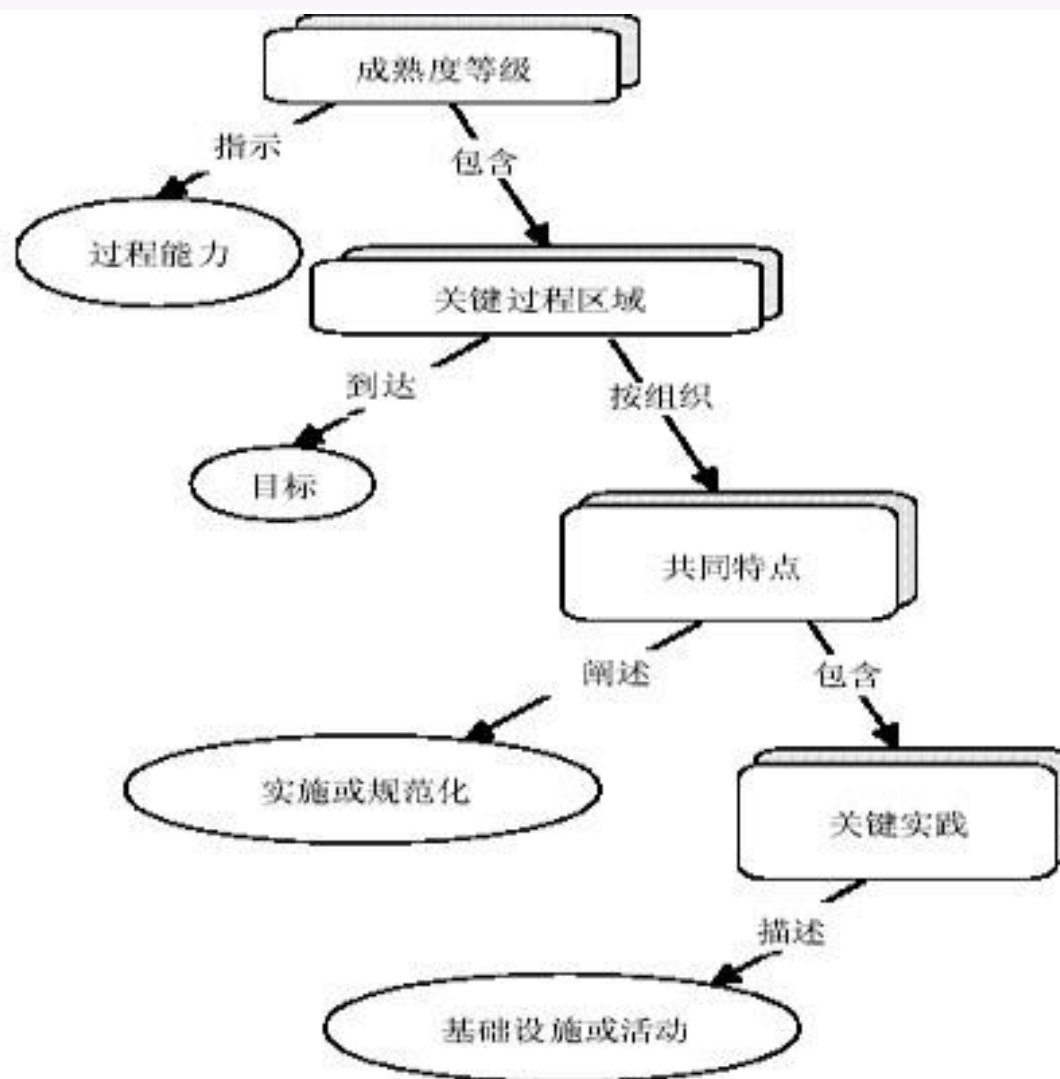 成熟度等级
指示
包含
过程能力
关键过程区域
到达
按组织
目标
共同特点
阐述
包含
实施或规范化
关键实践
描述
基础设施或活动